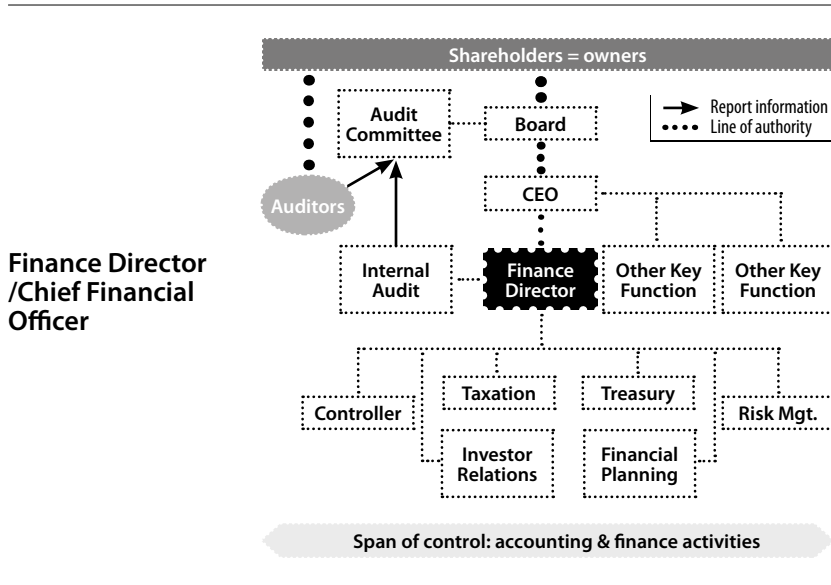 Shareholders = owners
Audit
Committee
Board
Report information
Line of authority
Auditors
CEO
Finance Director
/Chief Financial
Officer
Internal
Audit
Finance
Director
Other Key
Function
Other Key
Function
Controller
Taxation
Treasury
Risk Mgt.
Investor
Relations
Financial
Planning
Span of control: accounting & finance activities